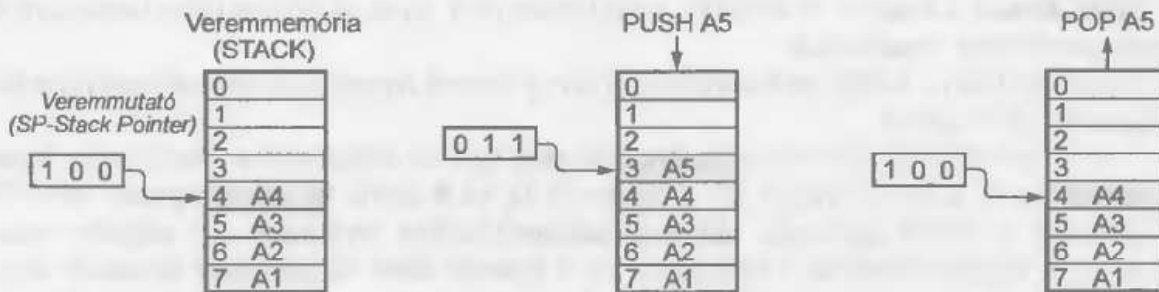 Veremmemória
(STACK)
Veremmutató
(SP-Stack Pointer)
1 0 0
0
1
2
3
4 A4
5 A3
6 A2
7 A1
PUSH A5
0 1 1
0
1
2
3 A5
4 A4
5 A3
6 A2
7 A1
POP A5
1 0 0
0
1
2
3
4 A4
5 A3
6 A2
7 A1